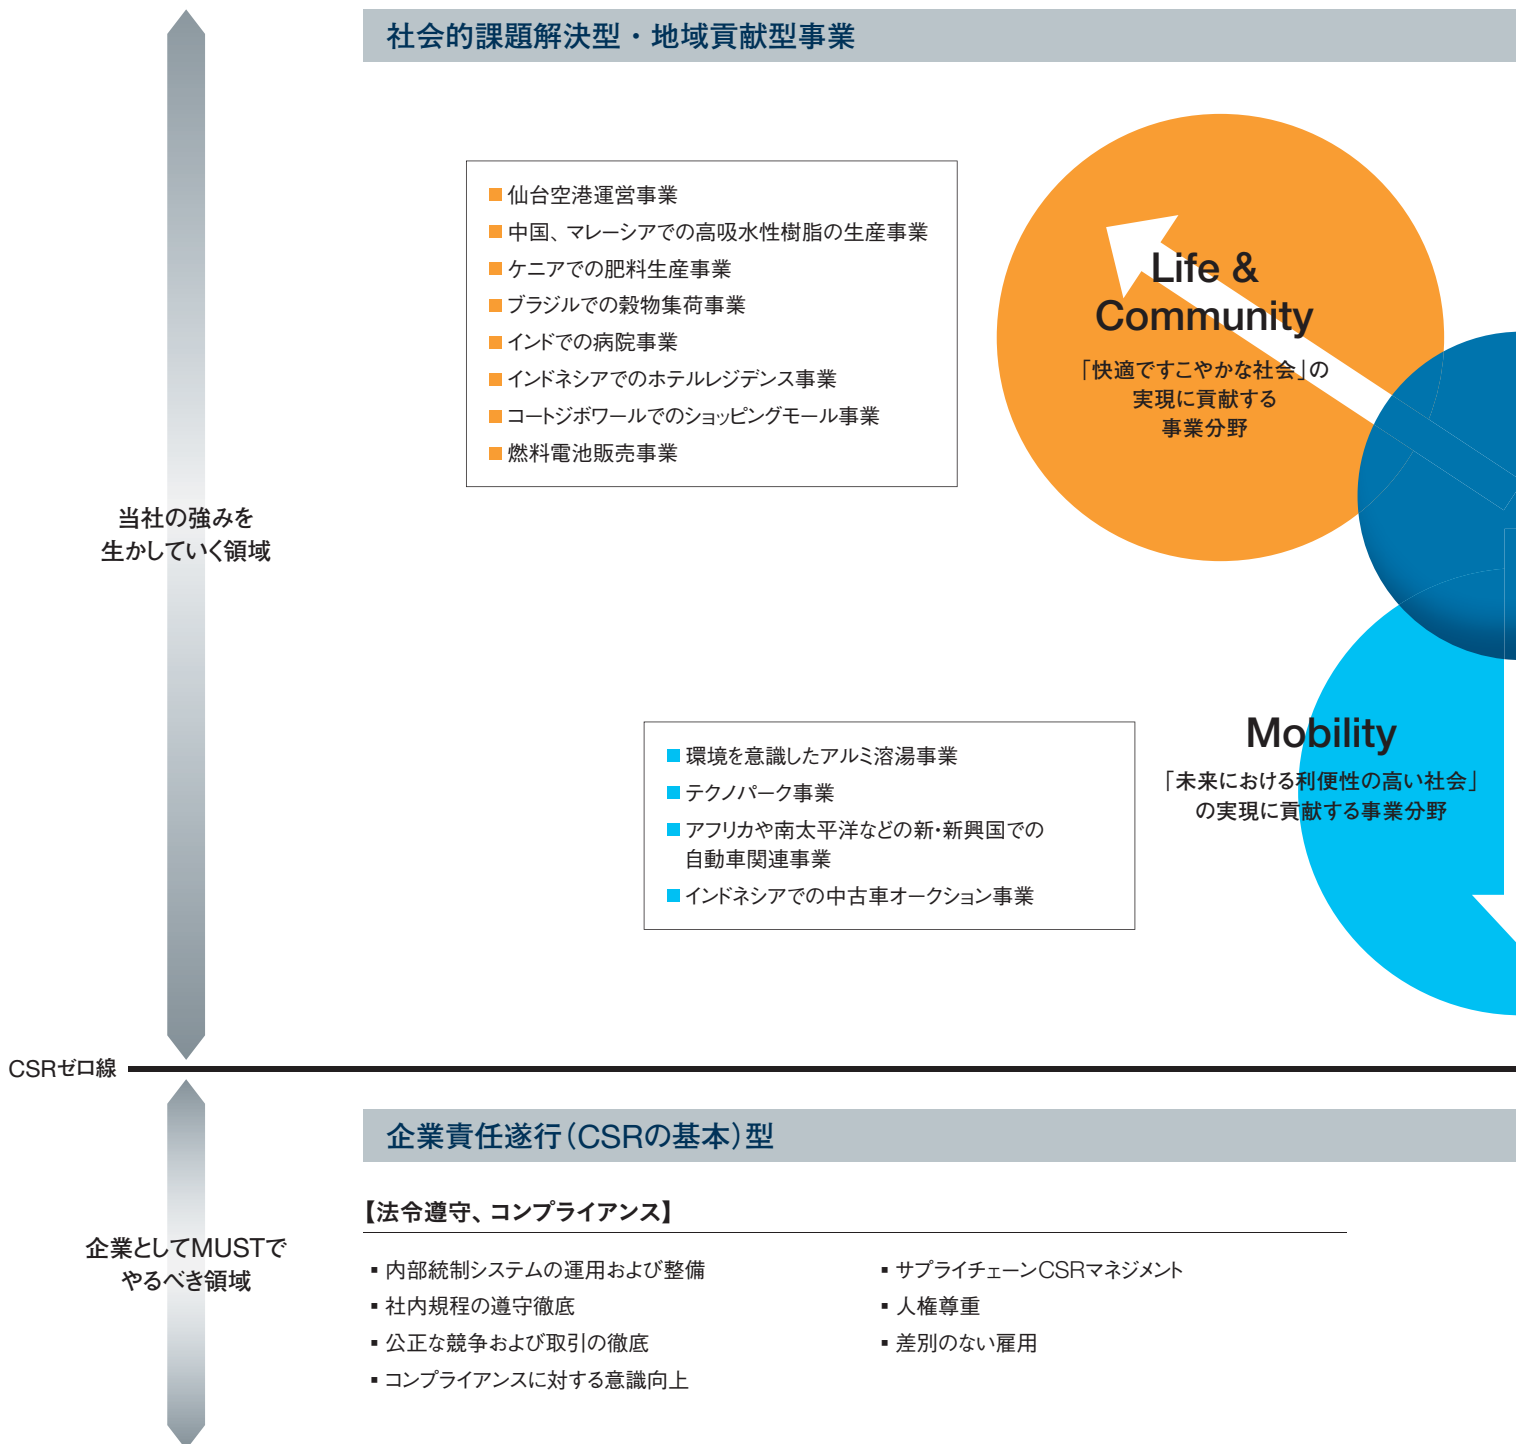 社会的課題解決型・地域貢献型事業
仙台空港運営事業
中国、マレーシアでの高吸水性樹脂の生産事業
ケニアでの肥料生産事業
ブラジルでの穀物集荷事業
インドでの病院事業
インドネシアでのホテルレジデンス事業
コートジボワールでのショッピングモール事業
燃料電池販売事業
Life &
Community
「快適ですこやかな社会」の
実現に貢献する
事業分野
当社の強みを
生かしていく領域
Mobility
「未来における利便性の高い社会」
の実現に貢献する事業分野
環境を意識したアルミ溶湯事業
テクノパーク事業
アフリカや南太平洋などの新・新興国での
自動車関連事業
インドネシアでの中古車オークション事業
CSRゼロ線
企業責任遂行(CSRの基本)型
【法令遵守、コンプライアンス】
企業としてMUSTで
やるべき領域
▪ 内部統制システムの運用および整備
▪ 社内規程の遵守徹底
▪ 公正な競争および取引の徹底
▪ コンプライアンスに対する意識向上
▪ サプライチェーンCSRマネジメント
▪ 人権尊重
▪ 差別のない雇用